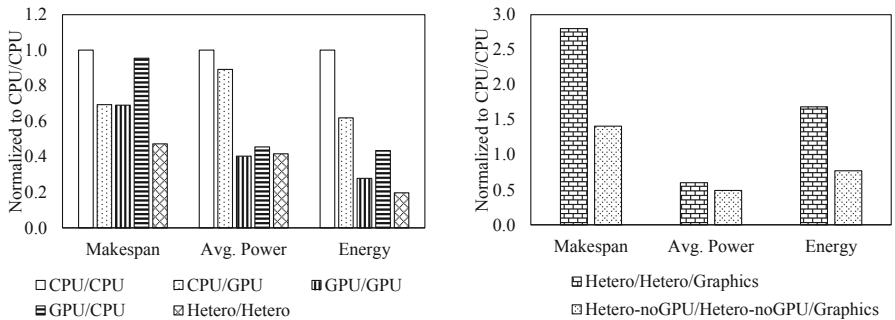 Normalized to CPU/CPU
1.2
1.0
0.8
0.6
0.4
0.2
0.0
Makespan Avg. Power Energy
CPU/CPU CPU/GPU GPU/GPU
GPU/CPU Hetero/Hetero
Normalized to CPU/CPU
3.0
2.5
2.0
1.5
1.0
0.5
0.0
Makespan Avg. Power Energy
Hetero/Hetero/Graphics
Hetero-noGPU/Hetero-noGPU/Graphics